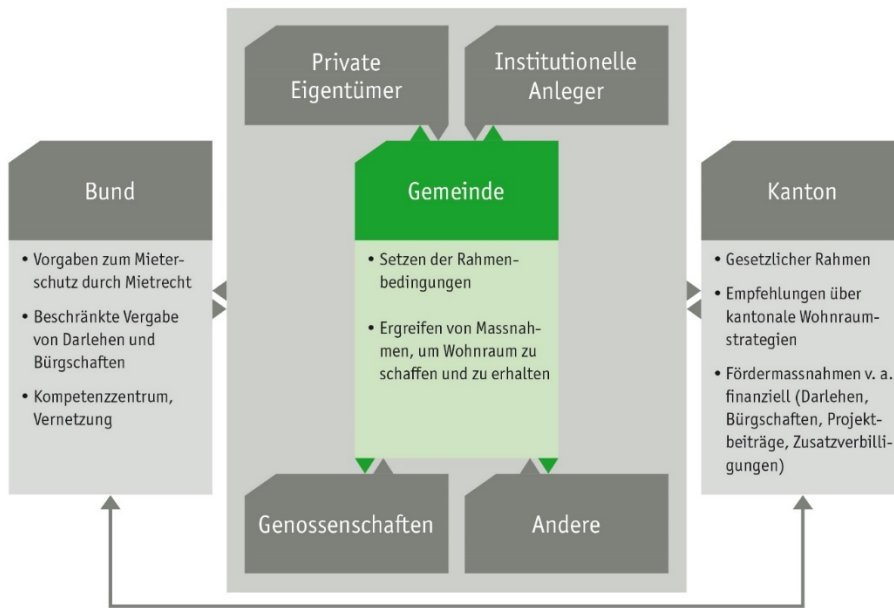 Private
Eigentümer
Institutionelle
Anleger
Bund
• Vorgaben zum Mieter-
schutz durch Mietrecht
• Beschränkte Vergabe
von Darlehen und
Bürgschaften
• Kompetenzzentrum,
Vernetzung
Gemeinde
• Setzen der Rahmen-
bedingungen
• Ergreifen von Massnah-
men, um Wohnraum zu
schaffen und zu erhalten
Kanton
• Gesetzlicher Rahmen
• Empfehlungen über
kantonale Wohnraum-
strategien
• Fördermassnahmen v. a.
finanziell (Darlehen,
Bürgschaften, Projekt-
beiträge, Zusatzverbilli-
gungen)
Genossenschaften
Andere